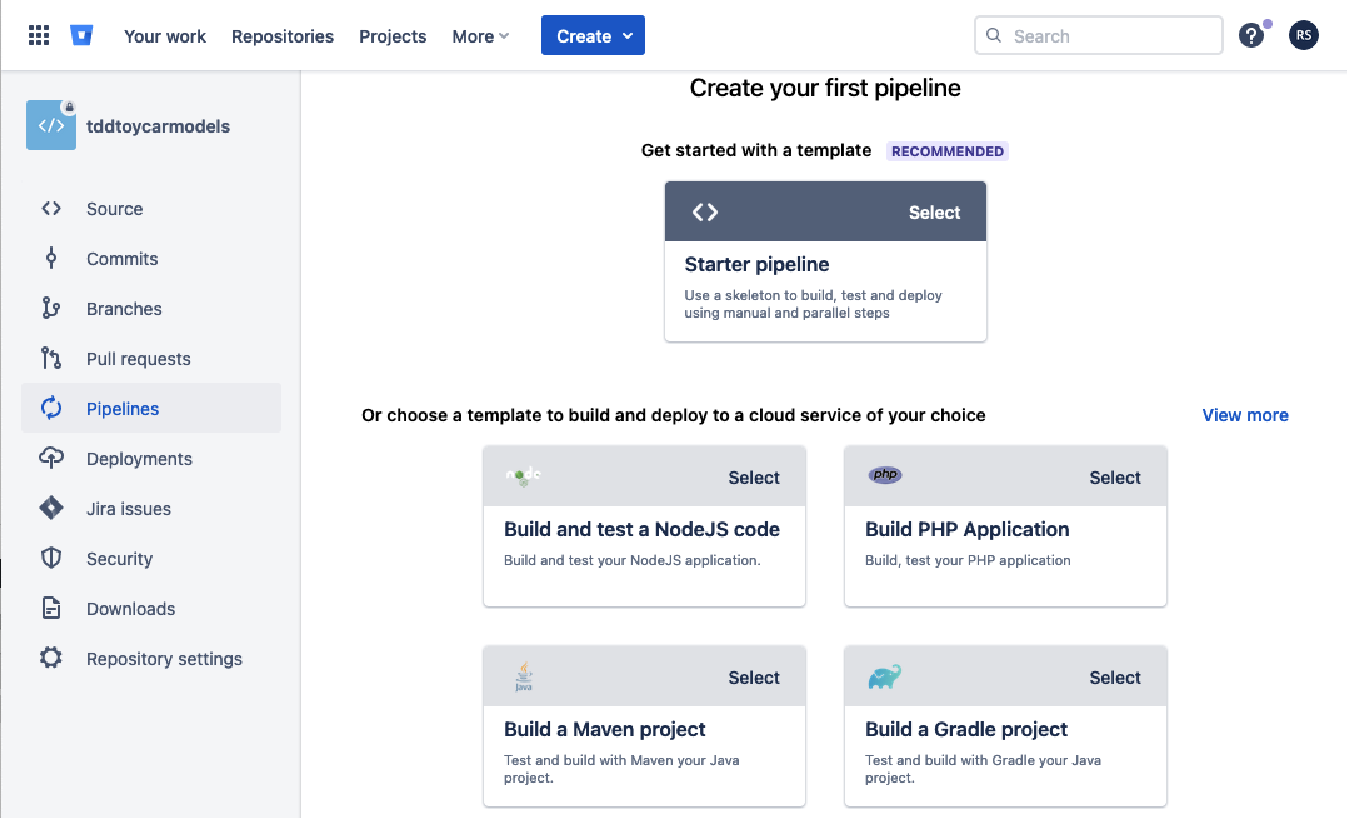 Your work Repositories Projects More Create Search RS
tddtoycarmodels
Source
Commits
Branches
Pull requests
Pipelines
Deployments
Jira issues
Security
Downloads
Repository settings
Create your first pipeline
Get started with a template RECOMMENDED
Select
Starter pipeline
Use a skeleton to build, test and deploy
using manual and parallel steps
Or choose a template to build and deploy to a cloud service of your choice View more
node Select
Build and test a NodeJS code
Build and test your NodeJS application.
php Select
Build PHP Application
Build, test your PHP application
Java Select
Build a Maven project
Test and build with Maven your Java
project.
Select
Build a Gradle project
Test and build with Gradle your Java
project.